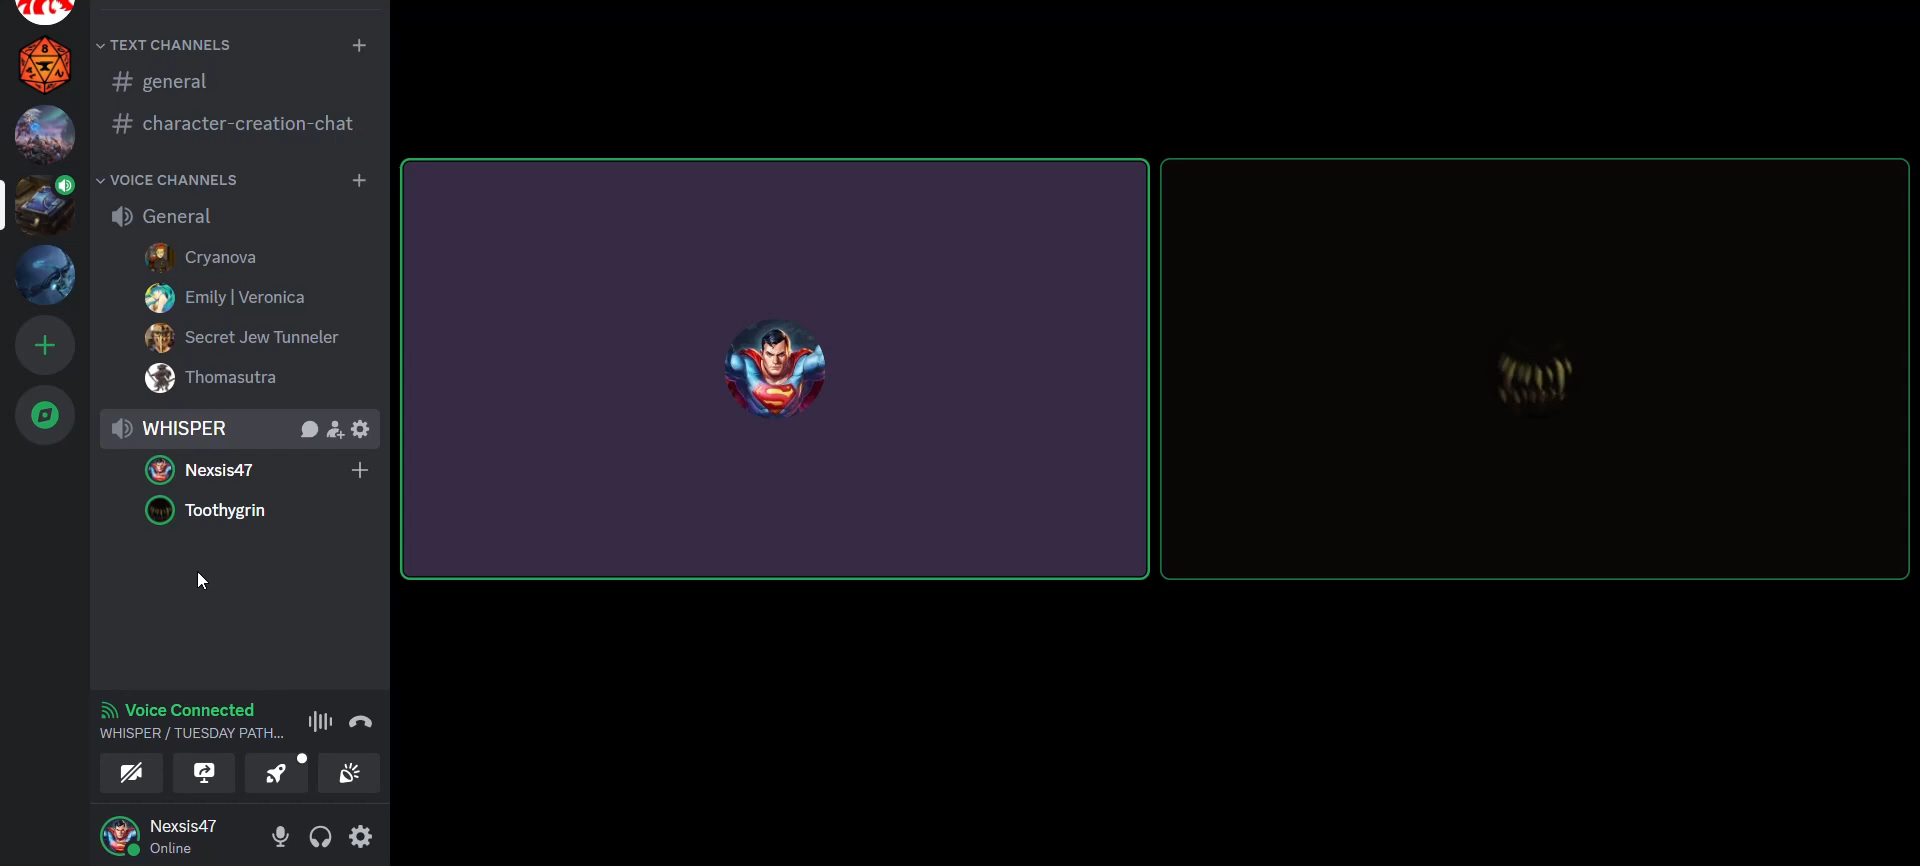 TEXT CHANNELS
general
character-creation-chat
VOICE CHANNELS
General
Cryanova
Emily | Veronica
Secret Jew Tunneler
Thomasutra
WHISPER
Nexsis47
Toothygrin
Voice Connected
WHISPER / TUESDAY PATH...
Nexsis47
Online